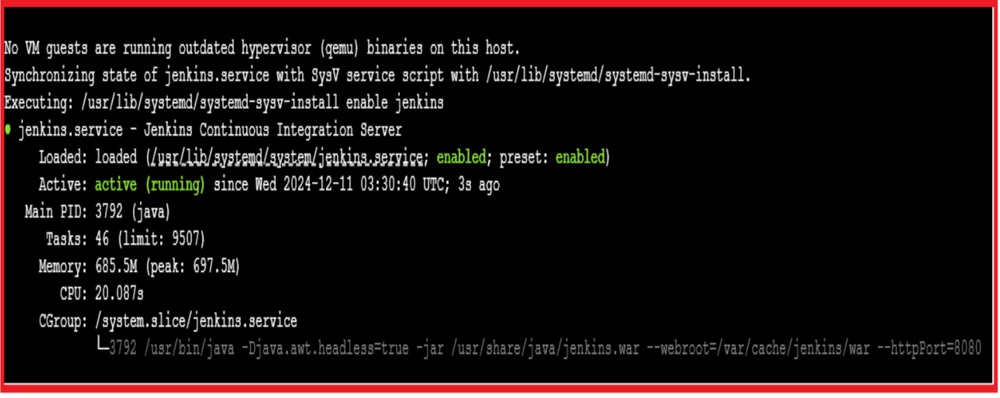 No VM guests are running outdated hypervisor (qemu) binaries on this host.
Synchronizing state of jenkins.service with SysV service script with /usr/lib/systemd/systemd-sysv-install.
Executing: /usr/lib/systemd/systemd-sysv-install enable jenkins
● jenkins.service - Jenkins Continuous Integration Server
Loaded: loaded (/usr/lib/systemd/system/jenkins.service; enabled; preset: enabled)
Active: active (running) since Wed 2024-12-11 03:30:40 UTC; 3s ago
Main PID: 3792 (java)
Tasks: 46 (limit: 9507)
Memory: 685.5M (peak: 697.5M)
CPU: 20.087s
CGroup: /system.slice/jenkins.service
└─3792 /usr/bin/java -Djava.awt.headless=true -jar /usr/share/java/jenkins.war --webroot=/var/cache/jenkins/war --httpPort=8080